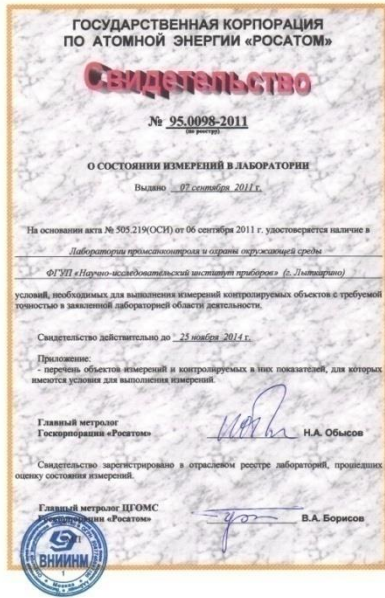 ГОСУДАРСТВЕННАЯ КОРПОРАЦИЯ
ПО АТОМНОЙ ЭНЕРГИИ «РОСАТОМ»
Свидетельство
№ 95.0098-2011
(по реестру)
О СОСТОЯНИИ ИЗМЕРЕНИЙ В ЛАБОРАТОРИИ
Выдано 07 сентября 2011 г.
На основании акта № 505.219(ОСИ) от 06 сентября 2011 г. удостоверяется наличие в
Лаборатории промсанконтроля и охраны окружающей среды
ФГУП «Научно-исследовательский институт приборов» (г. Лыткарино)
условий, необходимых для выполнения измерений контролируемых объектов с требуемой
точностью в заявленной лабораторией области деятельности.
Свидетельство действительно до "25 ноября 2014 г.
Приложение:
- перечень объектов измерений и контролируемых в них показателей, для которых
имеются условия для выполнения измерений.
Главный метролог
Госкорпорации «Росатом»
Н.А. Обысов
Свидетельство зарегистрировано в отраслевом реестре лабораторий, прошедших
оценку состояния измерений.
Главный метролог ЦГОМС
Госкорпорации «Росатом»
В.А. Борисов
ВНИИНМ